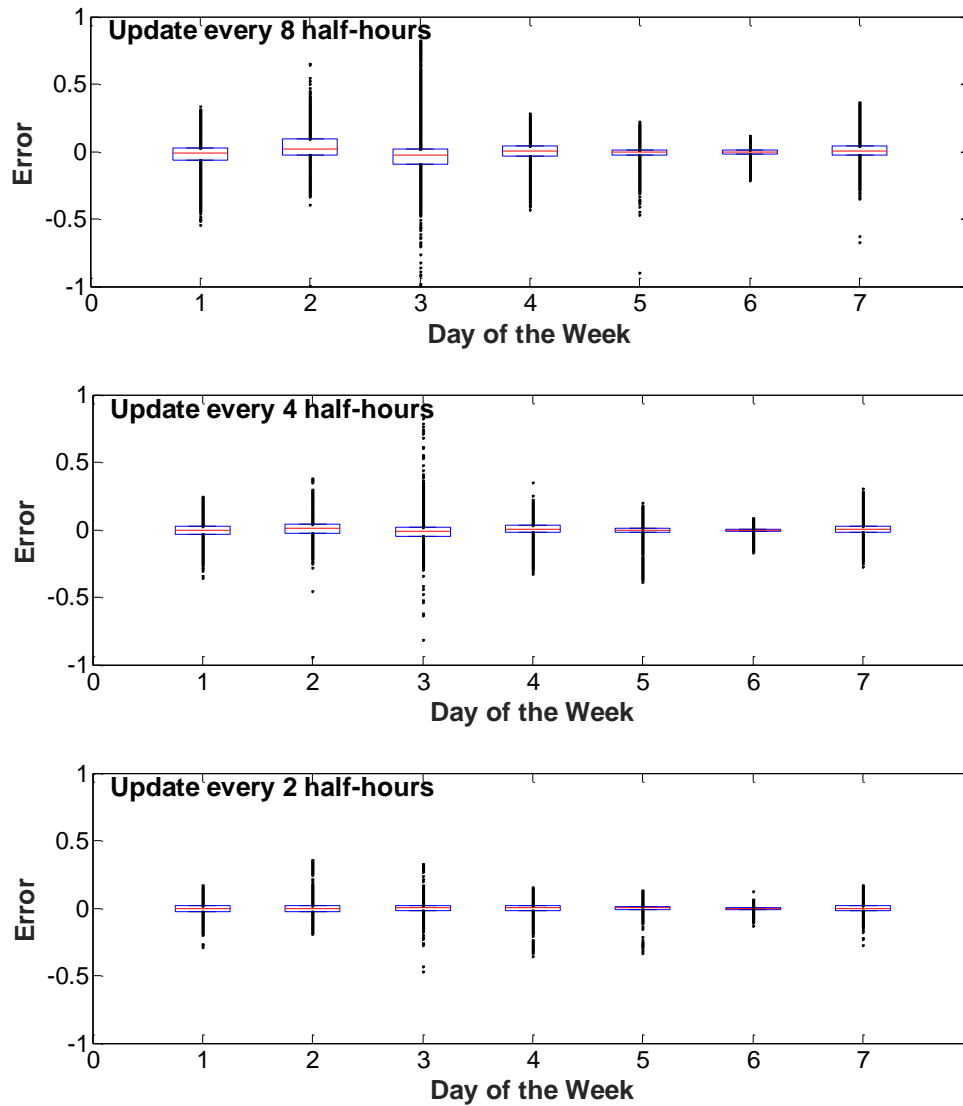 Update every 8 half-hours
1
0.5
0
-0.5
-1
Error
0 1 2 3 4 5 6 7
Day of the Week
Update every 4 half-hours
1
0.5
0
-0.5
-1
Error
0 1 2 3 4 5 6 7
Day of the Week
Update every 2 half-hours
1
0.5
0
-0.5
-1
Error
0 1 2 3 4 5 6 7
Day of the Week